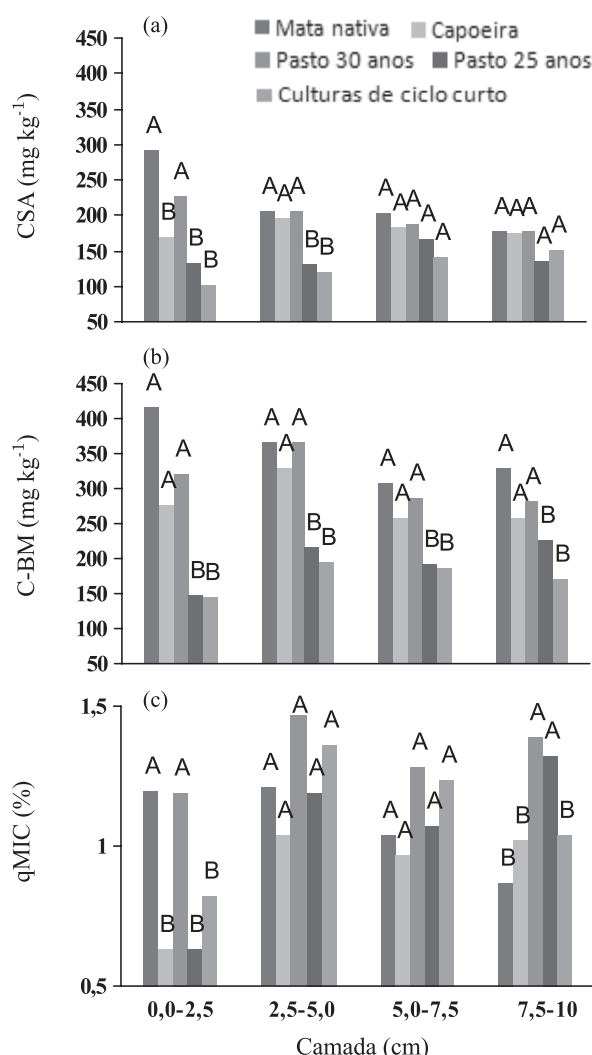 (a)
Mata nativa Capoeira
Pasto 30 anos Pasto 25 anos
Culturas de ciclo curto
CSA (mg kg-1)
450
400
350
300
250
200
150
100
50
A B A B B
A A A B B
A A A A A
A A A A A
(b)
C-BM (mg kg-1)
450
400
350
300
250
200
150
100
50
A A A B B
A A A B B
A A A B B
A A A B B
(c)
qMIC (%)
1,5
1
0,5
A B A B B
A A A A A
A A A A A
B B A A B
0,0-2,5 2,5-5,0 5,0-7,5 7,5-10
Camada (cm)